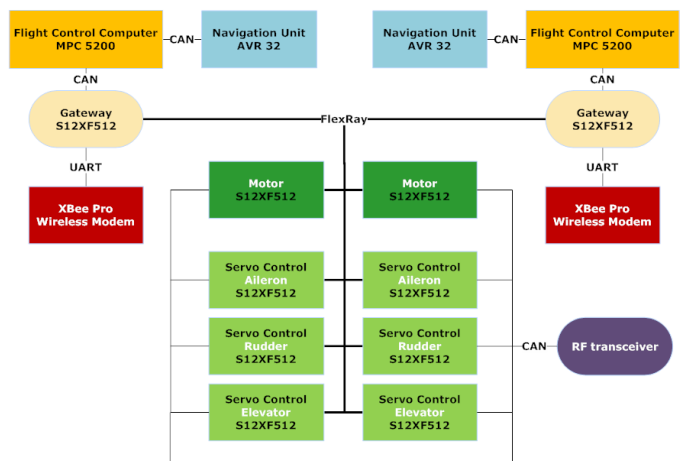 Flight Control Computer
MPC 5200
CAN
Navigation Unit
AVR 32
Navigation Unit
AVR 32
CAN
Flight Control Computer
MPC 5200
CAN
CAN
Gateway
S12XF512
FlexRay
Gateway
S12XF512
UART
UART
XBee Pro
Wireless Modem
Motor
S12XF512
Motor
S12XF512
XBee Pro
Wireless Modem
Servo Control
Aileron
S12XF512
Servo Control
Aileron
S12XF512
Servo Control
Rudder
S12XF512
Servo Control
Rudder
S12XF512
CAN
RF transceiver
Servo Control
Elevator
S12XF512
Servo Control
Elevator
S12XF512